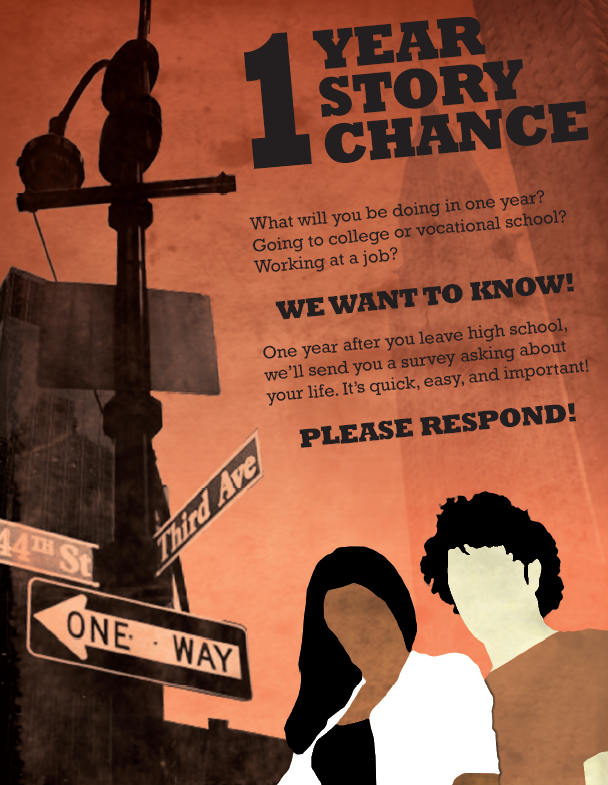 1 YEAR
STORY
CHANCE
What will you be doing in one year?
Going to college or vocational school?
Working at a job?
WE WANT TO KNOW!
One year after you leave high school,
we'll send you a survey asking about
your life. It's quick, easy, and important!
PLEASE RESPOND!
Third Ave
44TH St
ONE WAY